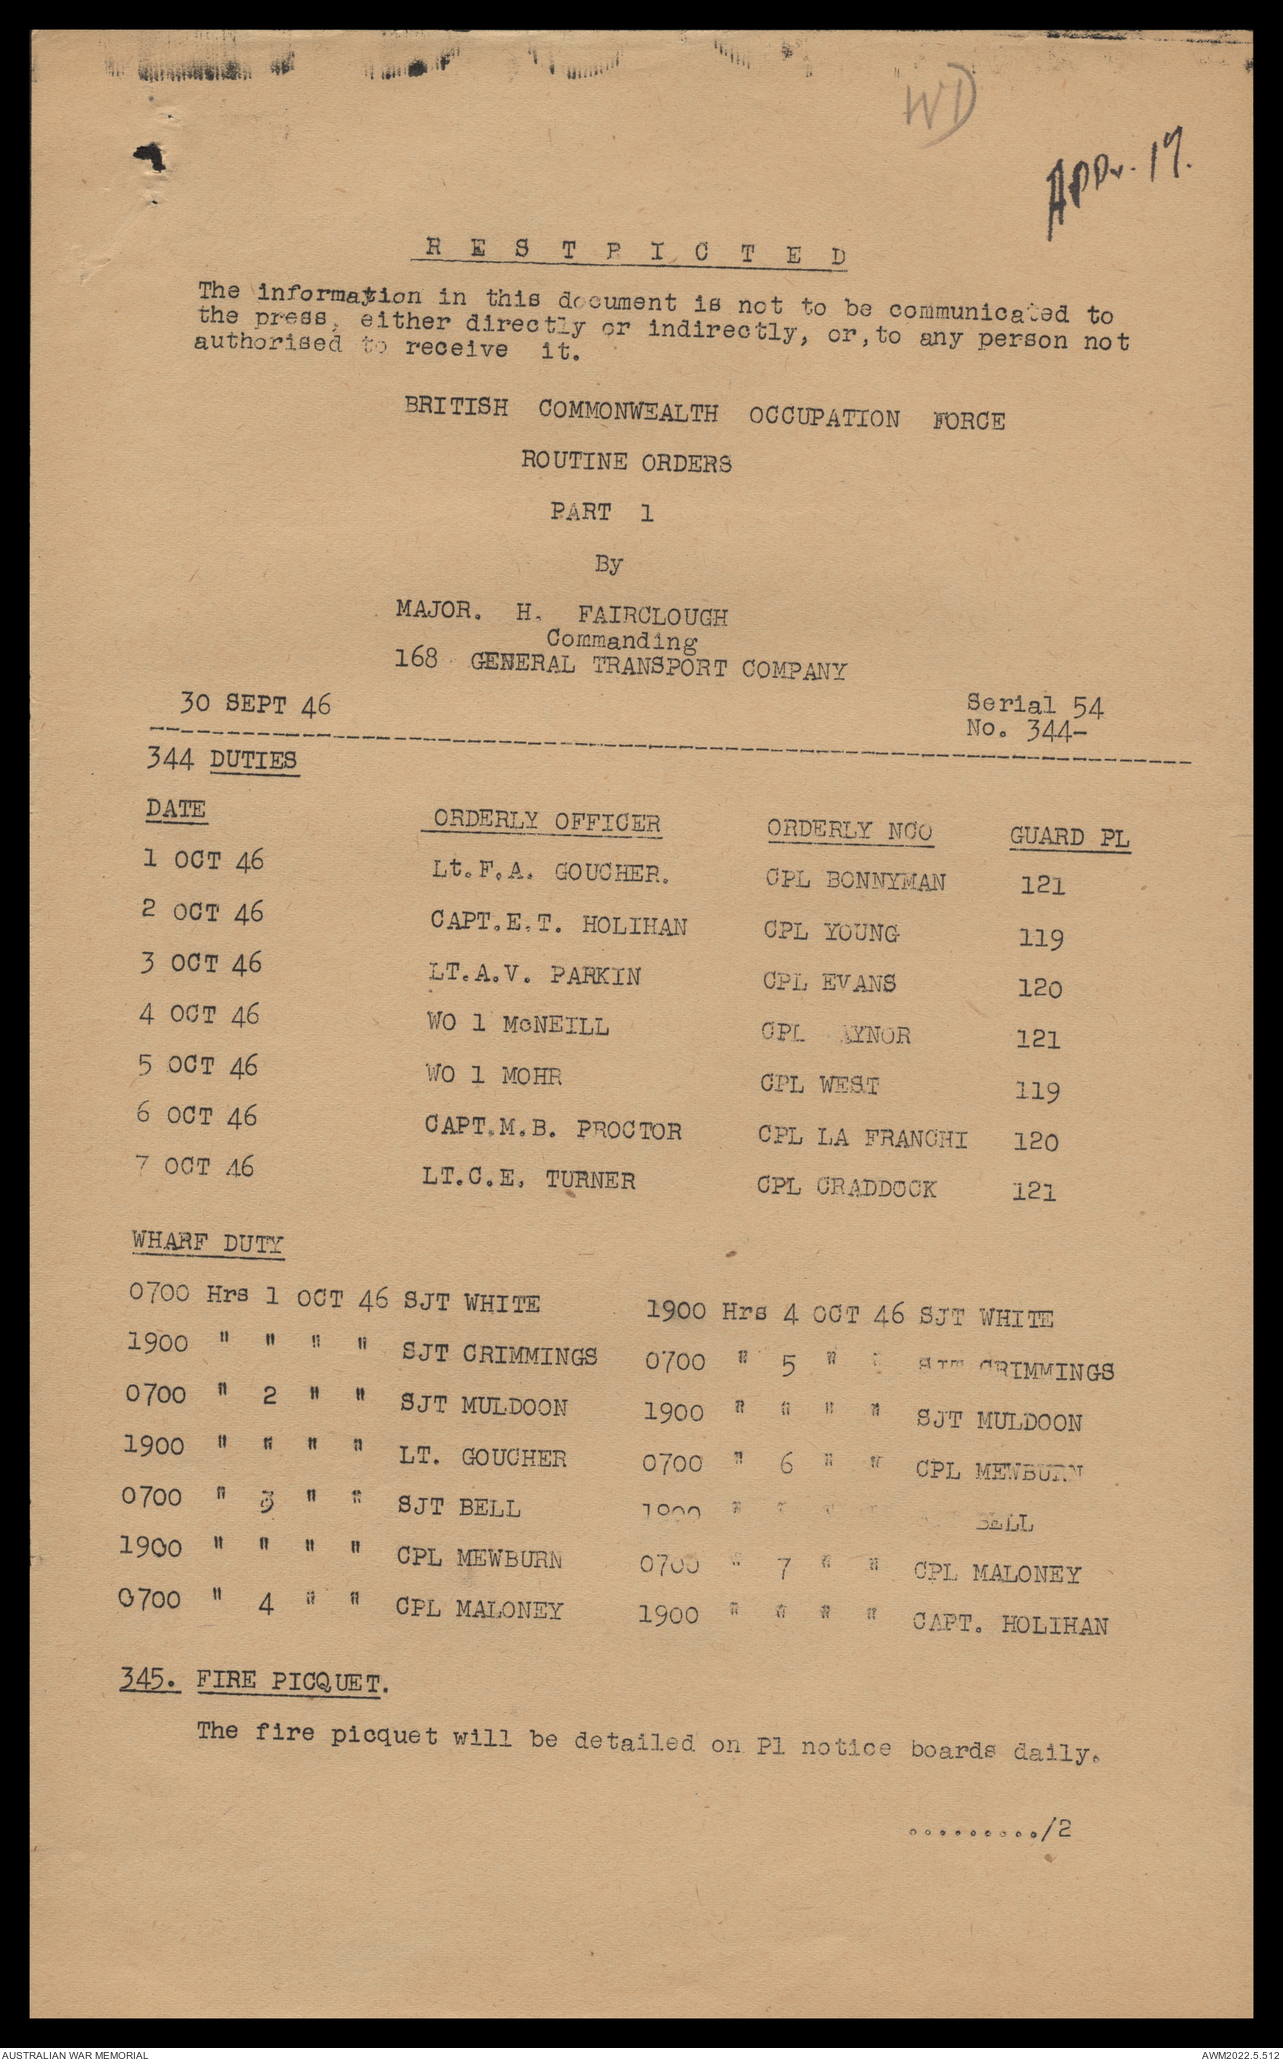 WD
App. 17.
R E S T R I C T E D
The information in this document is not to be communicated to
the press, either directly or indirectly, or,to any person not
authorised to receive it.
BRITISH COMMONWEALTH OCCUPATION FORCE
ROUTINE ORDERS
PART 1
By
MAJOR. H. FAIRCLOUGH
Commanding
168 GENERAL TRANSPORT COMPANY
30 SEPT 46 Serial 54
No. 344-
344 DUTIES
DATE ORDERLY OFFICER ORDERLY NCO GUARD PL
1 OCT 46 Lt.F.A. GOUCHER. CPL BONNYMAN 121
2 OCT 46 CAPT.E.T. HOLIHAN CPL YOUNG 119
3 OCT 46 LT.A.V. PARKIN CPL EVANS 120
4 OCT 46 WO 1 McNEILL CPL AYNOR 121
5 OCT 46 WO 1 MOHR CPL WEST 119
6 OCT 46 CAPT.M.B. PROCTOR CPL LA FRANCHI 120
7 OCT 46 LT.C.E. TURNER CPL CRADDOCK 121
WHARF DUTY
0700 Hrs 1 OCT 46 SJT WHITE 1900 Hrs 4 OCT 46 SJT WHITE
1900 " " " " SJT CRIMMINGS 0700 " 5 " " SJT CRIMMINGS
0700 " 2 " " SJT MULDOON 1900 " " " " SJT MULDOON
1900 " " " " LT. GOUCHER 0700 " 6 " " CPL MEWBURN
0700 " 3 " " SJT BELL 1900 " " " " BELL
1900 " " " " CPL MEWBURN 0700 " 7 " " CPL MALONEY
0700 " 4 " " CPL MALONEY 1900 " " " " CAPT. HOLIHAN
345. FIRE PICQUET.
The fire picquet will be detailed on Pl notice boards daily.
........./2
AUSTRALIAN WAR MEMORIAL AWM2022.5.512